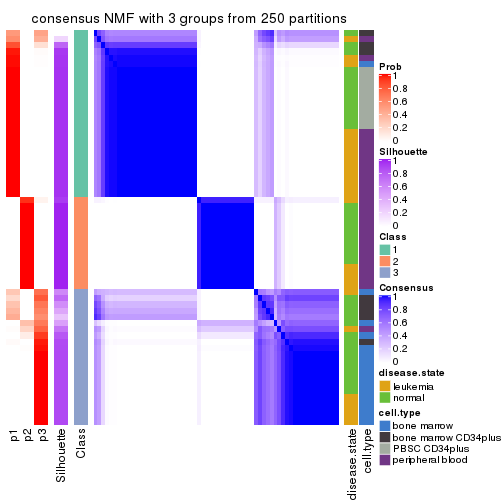 consensus NMF with 3 groups from 250 partitions
Prob
1
0.8
0.6
0.4
0.2
0
Silhouette
1
0.8
0.6
0.4
0.2
0
Class
1
2
3
Consensus
1
0.8
0.6
0.4
0.2
0
disease.state
leukemia
normal
cell.type
bone marrow
bone marrow CD34plus
PBSC CD34plus
peripheral blood
p1
p2
p3
Silhouette
Class
disease.state
cell.type